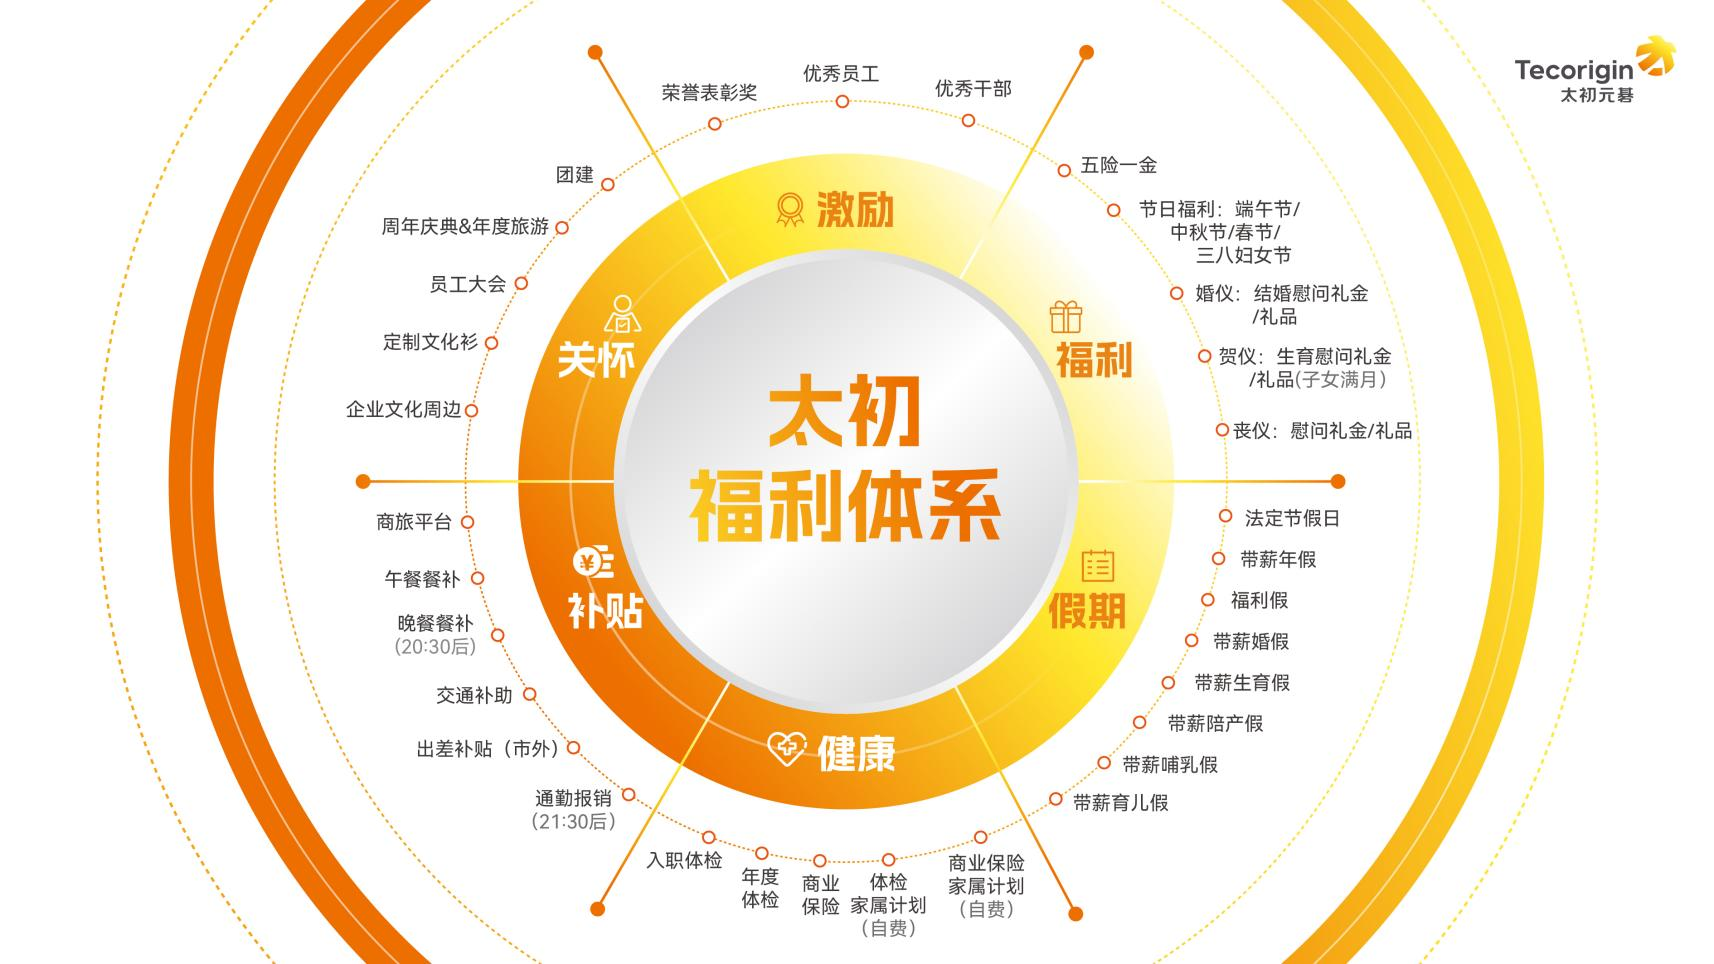 Tecorigin
太初元碁
太初
福利体系
激励
荣誉表彰奖
优秀员工
优秀干部
福利
五险一金
节日福利：端午节/
中秋节/春节/
三八妇女节
婚仪：结婚慰问礼金
/礼品
贺仪：生育慰问礼金
/礼品(子女满月)
丧仪：慰问礼金/礼品
假期
法定节假日
带薪年假
福利假
带薪婚假
带薪生育假
带薪陪产假
带薪哺乳假
带薪育儿假
健康
入职体检
年度
体检
商业
保险
体检
家属计划
（自费）
商业保险
家属计划
（自费）
补贴
商旅平台
午餐餐补
晚餐餐补
（20:30后）
交通补助
出差补贴（市外）
通勤报销
（21:30后）
关怀
团建
周年庆典&年度旅游
员工大会
定制文化衫
企业文化周边